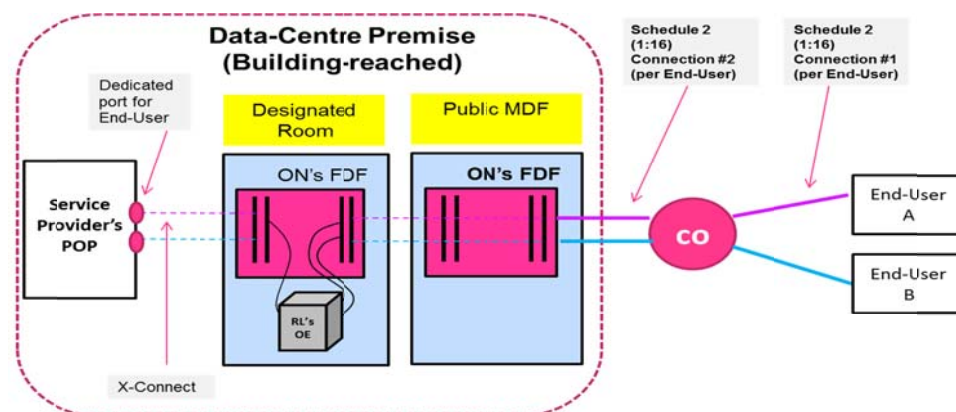 Data-Centre Premise
(Building-reached)
Schedule 2
(1:16)
Connection #2
(per End-User)
Schedule 2
(1:16)
Connection #1
(per End-User)
Dedicated
port for
End-User
Designated
Room
Public MDF
ON's FDF
ON's FDF
Service
Provider's
POP
CO
End-User
A
End-User
B
RL's
OE
X-Connect